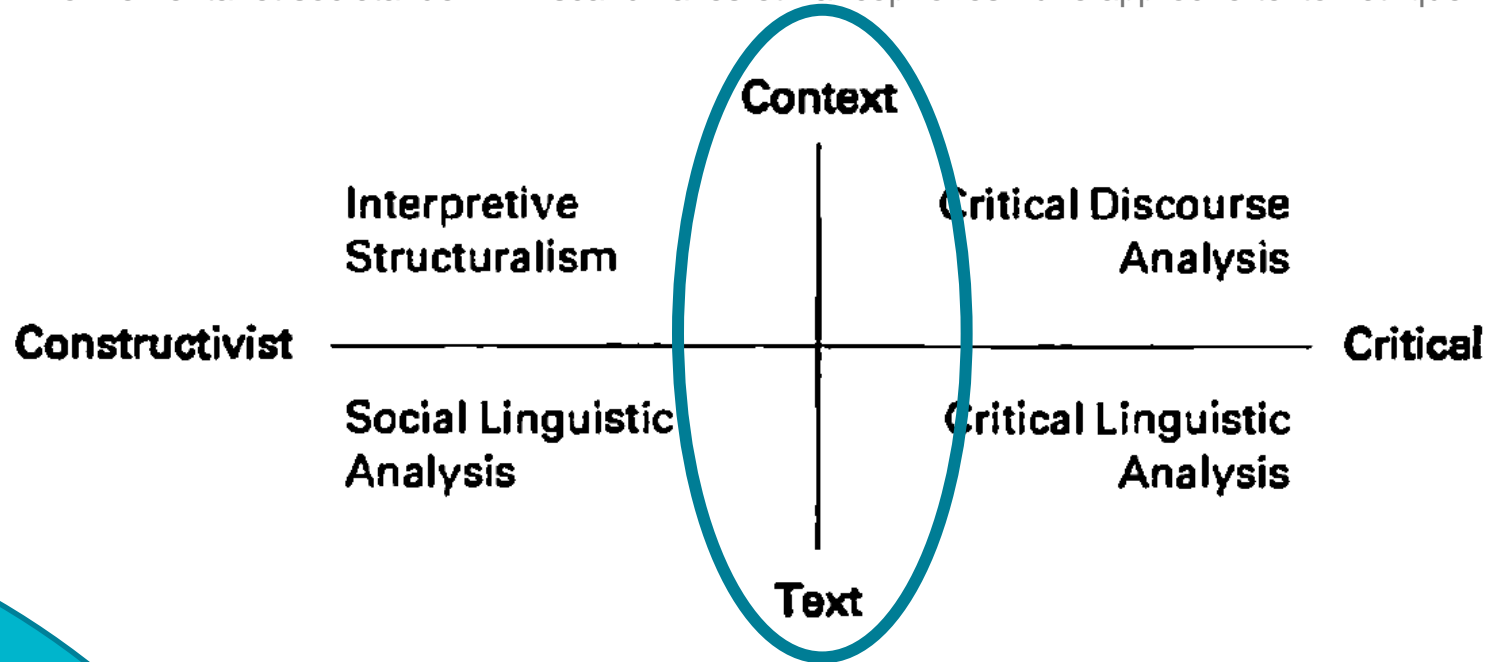 Context
Interpretive
Structuralism
Critical Discourse
Analysis
Constructivist
Critical
Social Linguistic
Analysis
Critical Linguistic
Analysis
Text